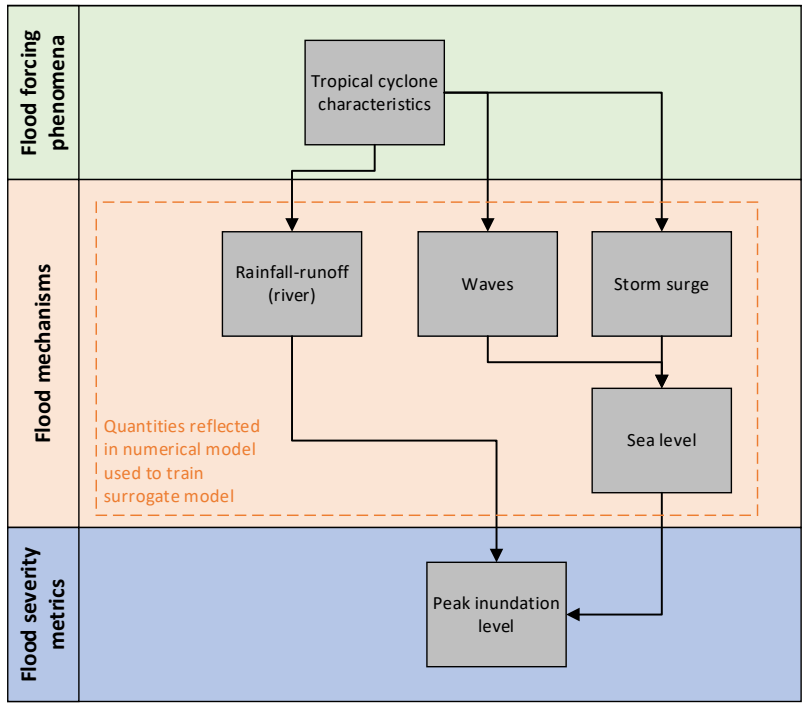 Flood forcing
phenomena
Tropical cyclone
characteristics
Flood mechanisms
Rainfall-runoff
(river)
Waves
Storm surge
Quantities reflected
in numerical model
used to train
surrogate model
Sea level
Flood severity
metrics
Peak inundation
level